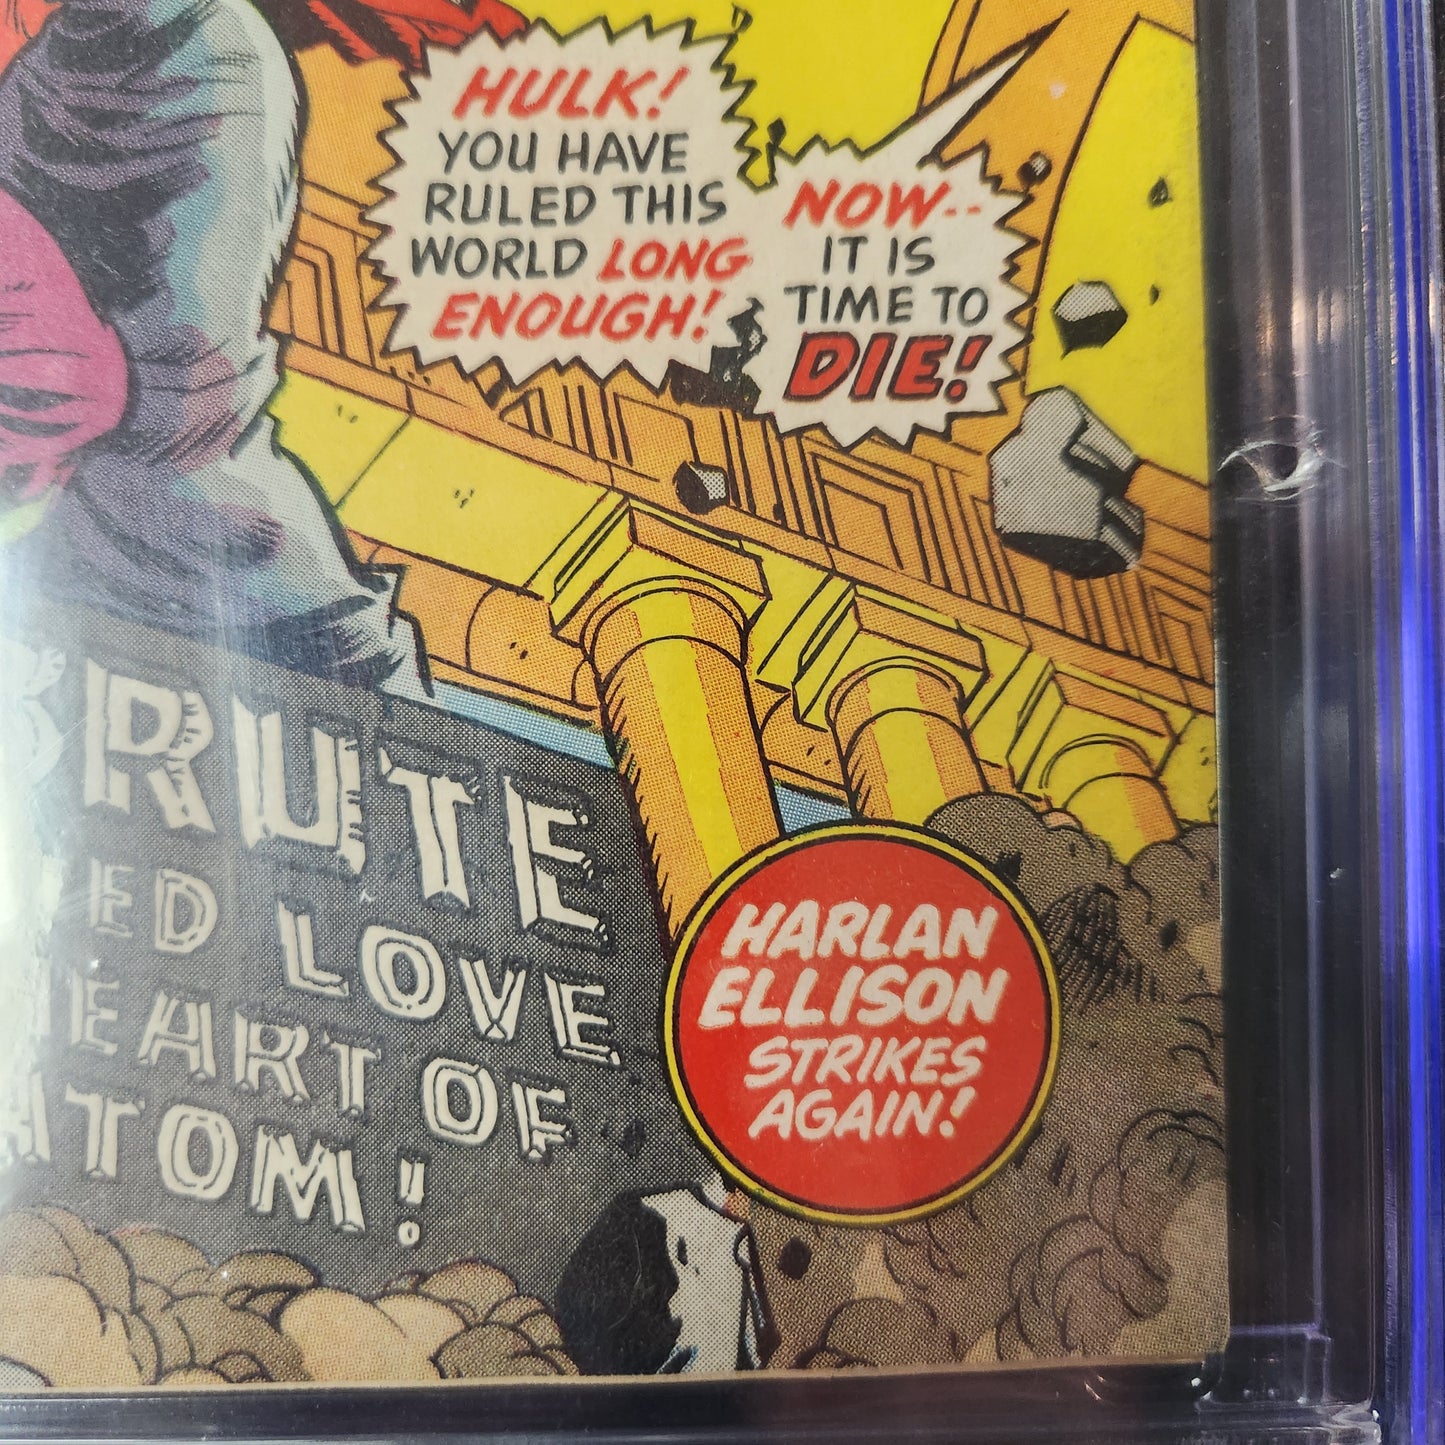 HULK!
YOU HAVE
RULED THIS
WORLD LONG
ENOUGH!
NOW--
IT IS
TIME TO
DIE!
RUTE
ED LOVE
EART OF
ATOM!
HARLAN
ELLISON
STRIKES
AGAIN!